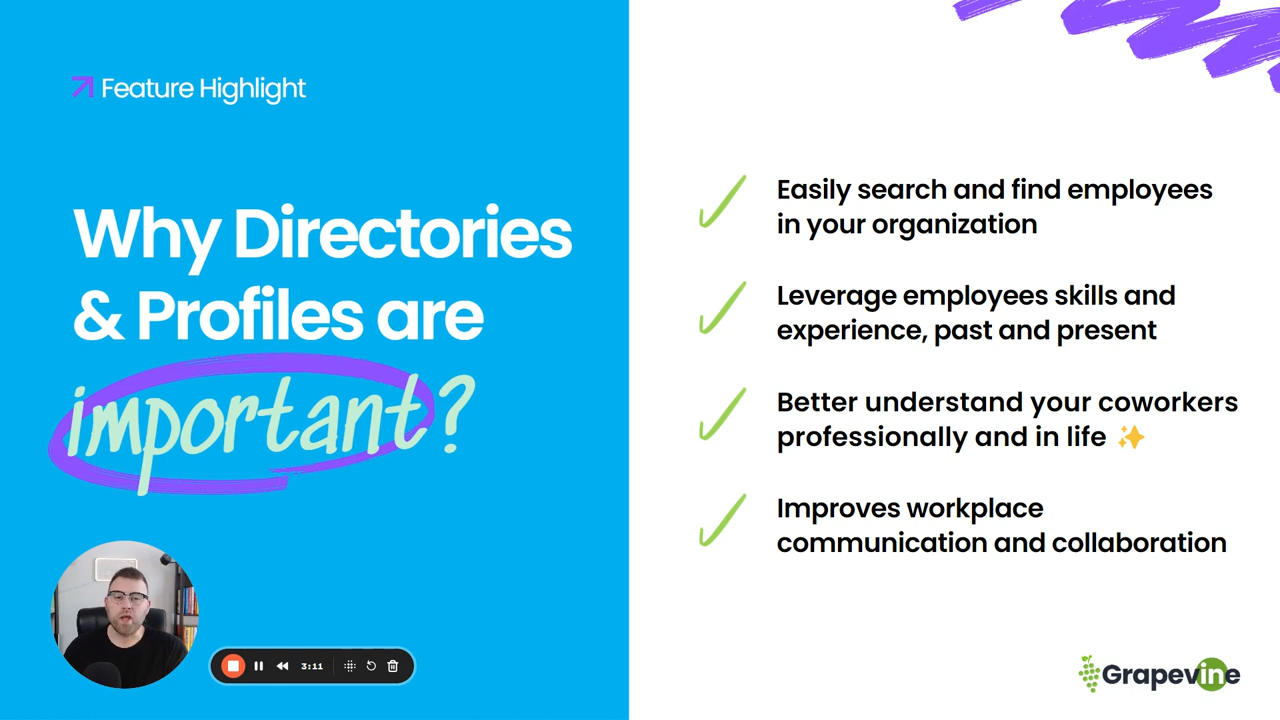 Feature Highlight
Why Directories
& Profiles are
important?
Easily search and find employees
in your organization
Leverage employees skills and
experience, past and present
Better understand your coworkers
professionally and in life ✨
Improves workplace
communication and collaboration
3:11
Grapevine